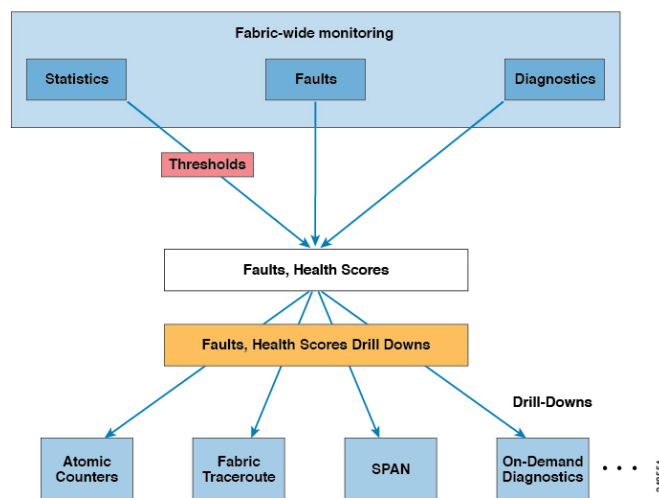 Fabric-wide monitoring
Statistics
Faults
Diagnostics
Thresholds
Faults, Health Scores
Faults, Health Scores Drill Downs
Drill-Downs
Atomic
Counters
Fabric
Traceroute
SPAN
On-Demand
Diagnostics
• • •